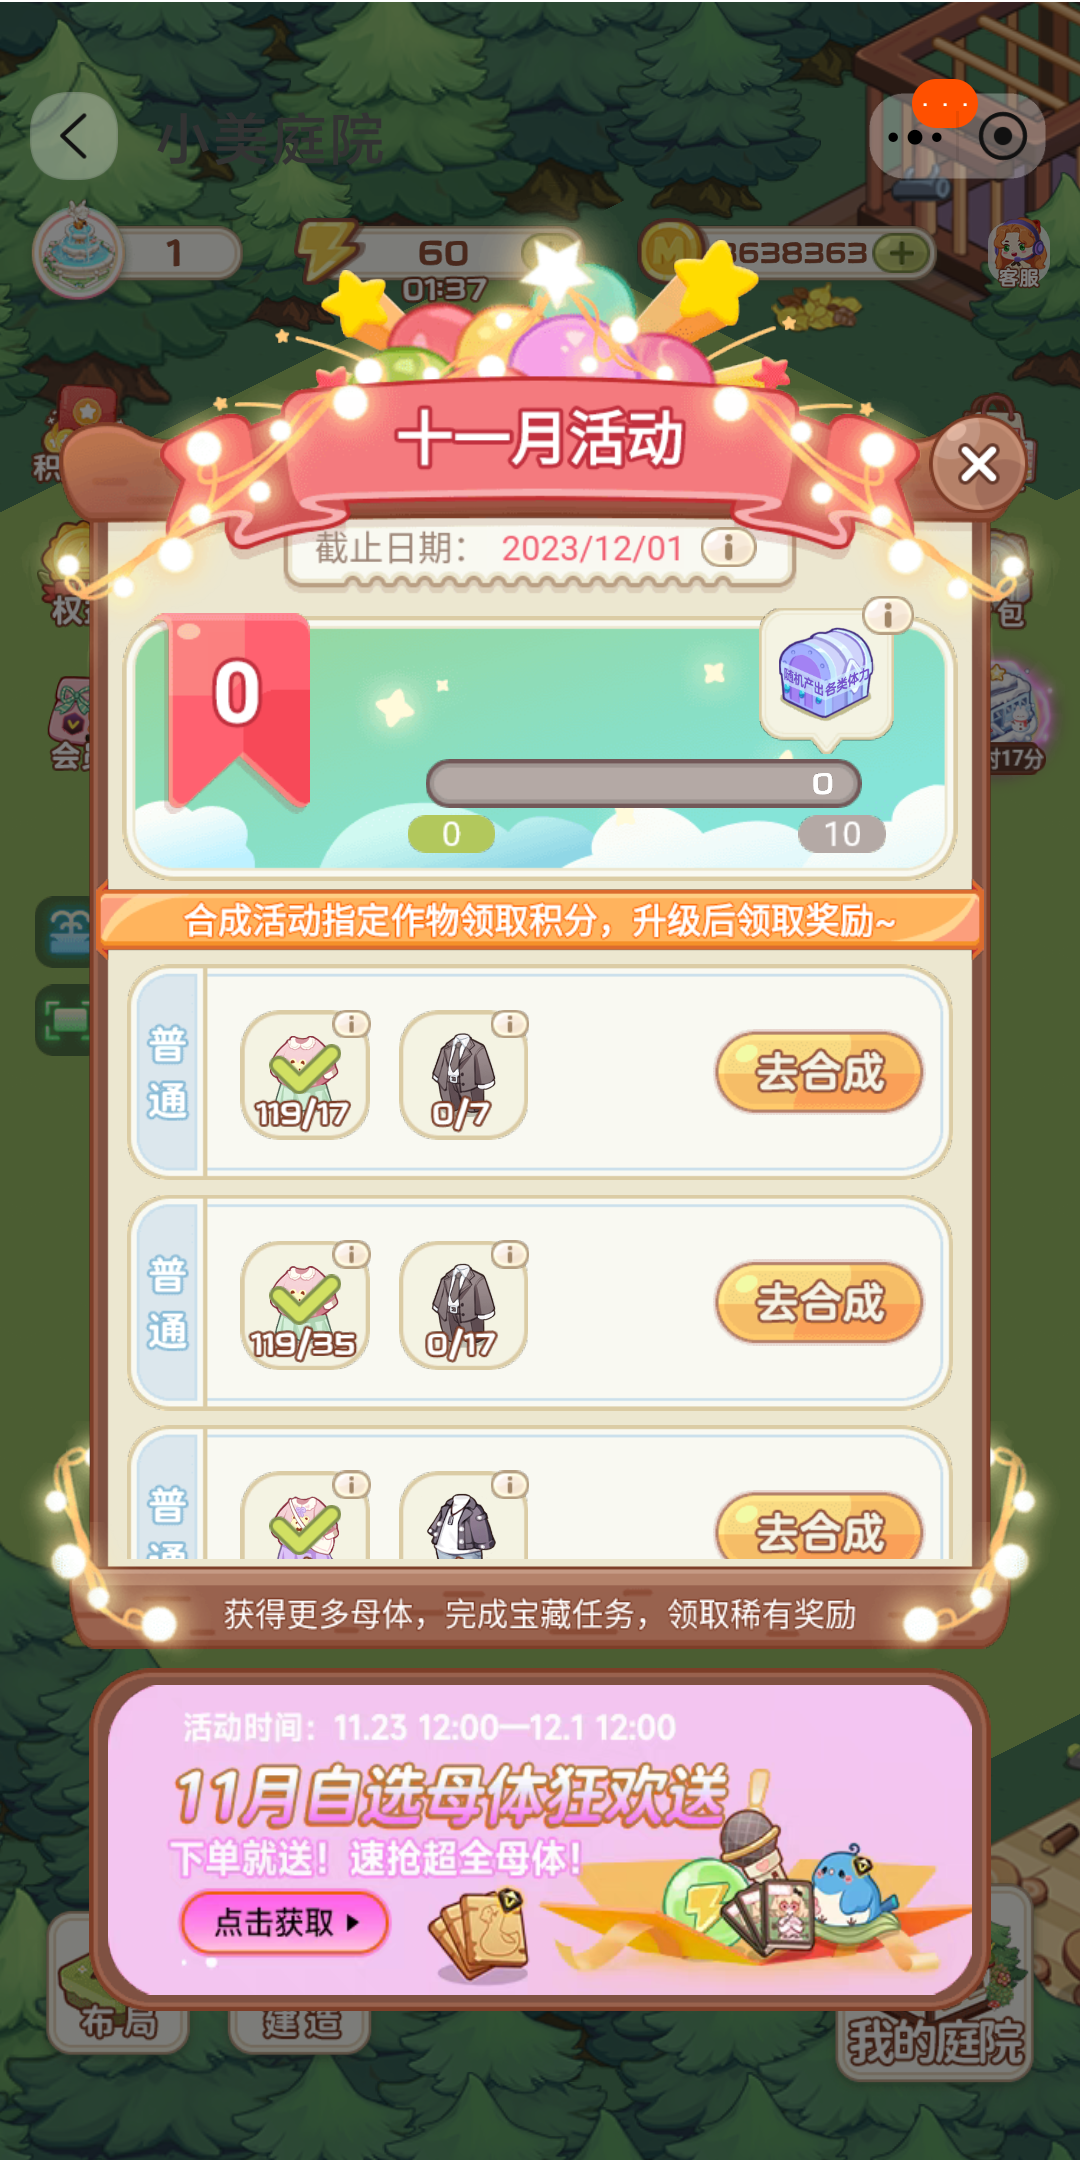 小美庭院
1
60
3638383
01:37
客服
十一月活动
截止日期： 2023/12/01
0
随机产出各类体力
0
0
10
时17分
合成活动指定作物领取积分，升级后领取奖励~
普通
119/17
0/7
去合成
普通
119/35
0/17
去合成
普通
去合成
获得更多母体，完成宝藏任务，领取稀有奖励
活动时间：11.23 12:00—12.1 12:00
11月自选母体狂欢送！
下单就送！速抢超全母体！
点击获取
布局
建造
我的庭院